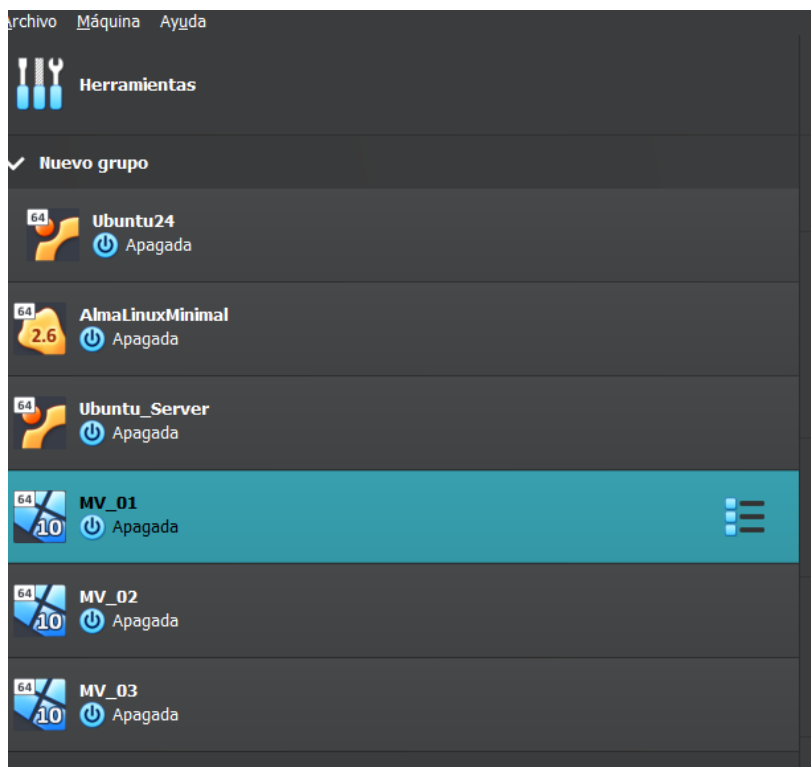 Archivo Máquina Ayuda
Herramientas
Nuevo grupo
64
Ubuntu24
Apagada
64
2.6
AlmaLinuxMinimal
Apagada
64
Ubuntu_Server
Apagada
64
10
MV_01
Apagada
64
10
MV_02
Apagada
64
10
MV_03
Apagada